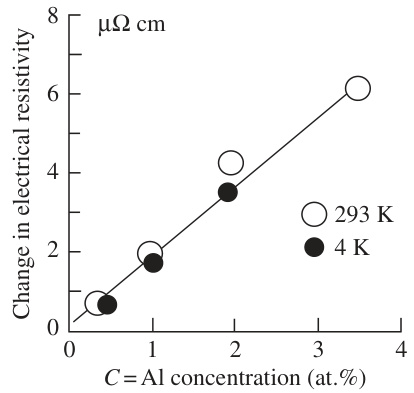 8
μΩ cm
6
4
2
0
Change in electrical resistivity
293 K
4 K
0 1 2 3 4
C = Al concentration (at.%)